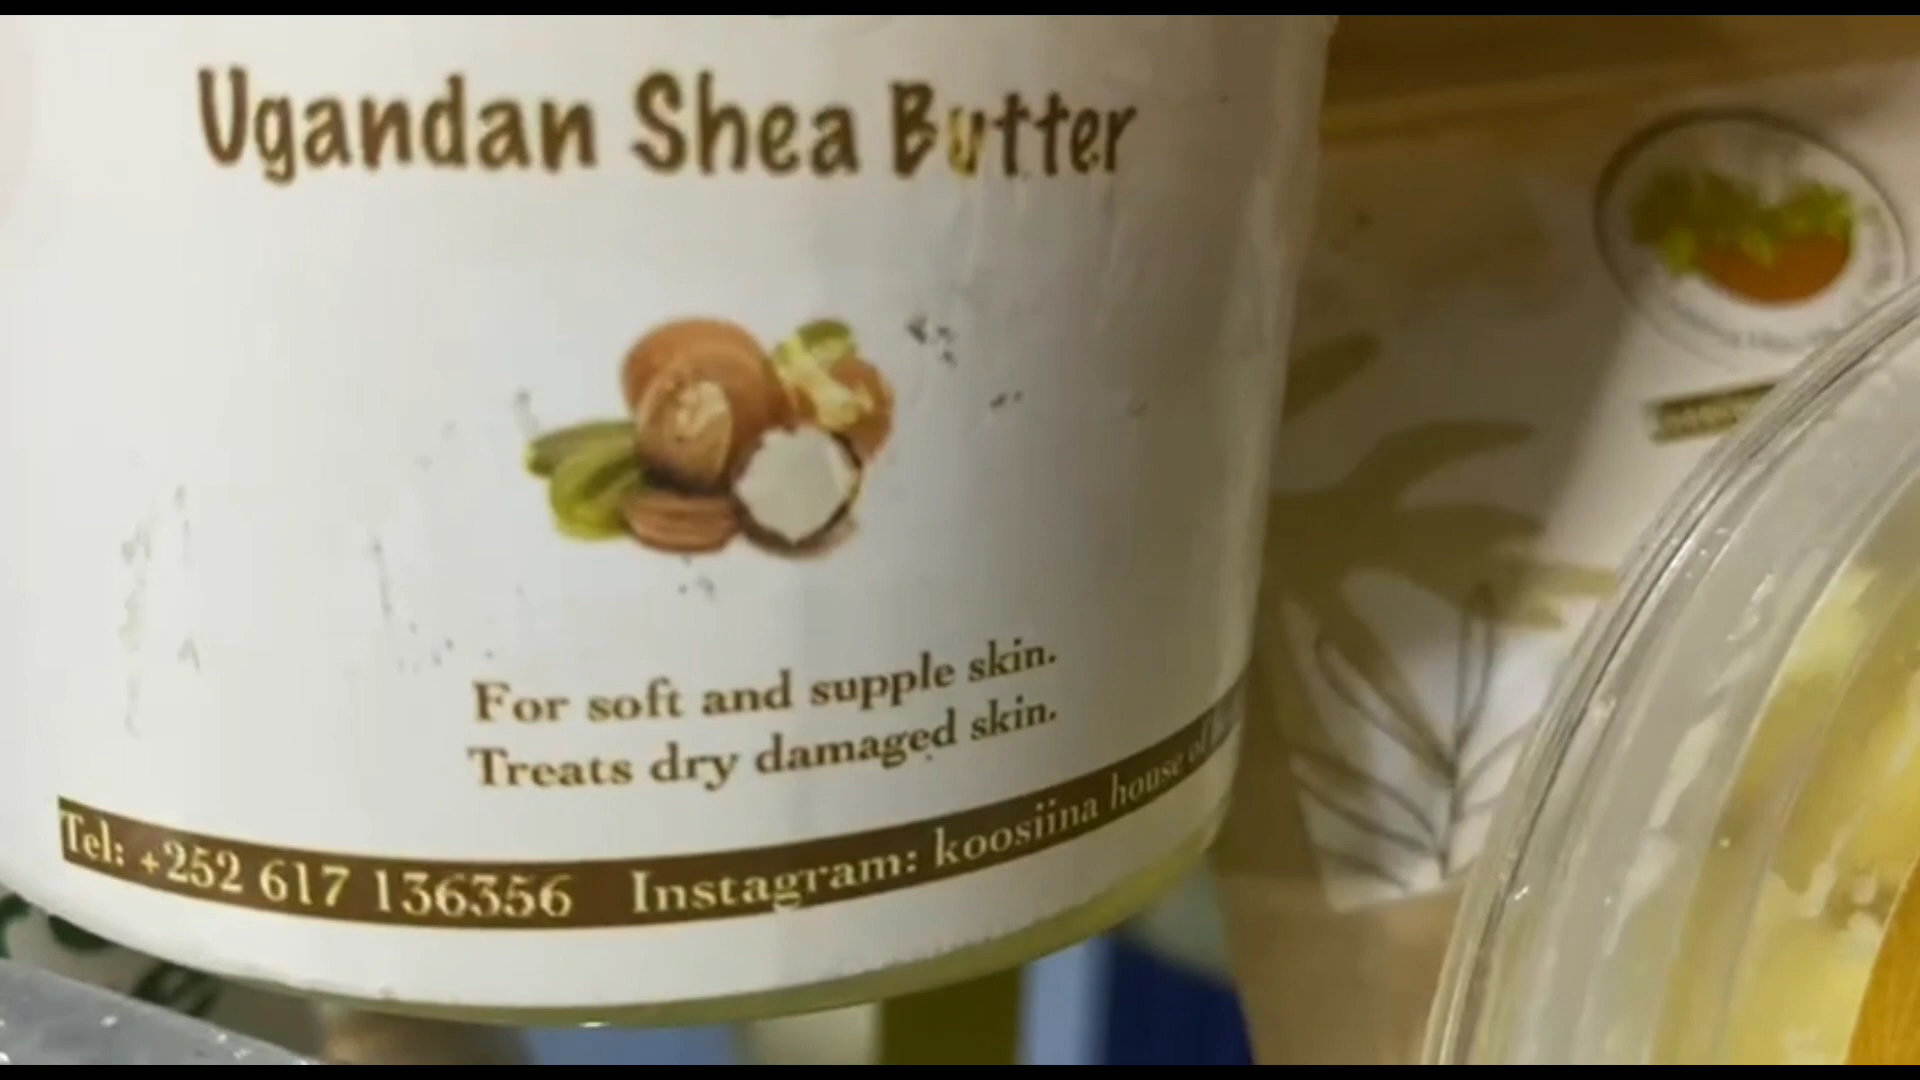 Ugandan Shea Butter
For soft and supple skin.
Treats dry damaged skin.
Tel: +252 617 136356 Instagram: koosiina house of